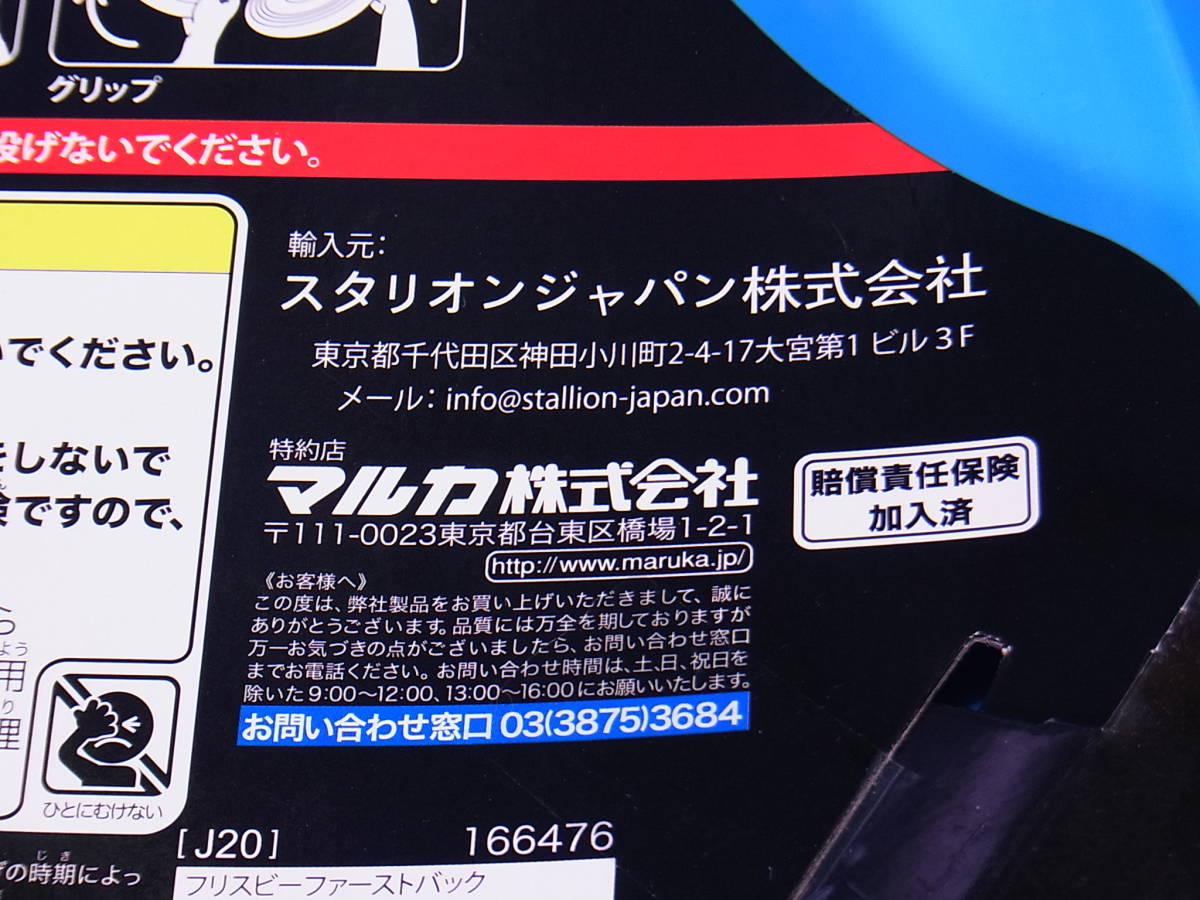 グリップ
投げないでください。
輸入元:
スタリオンジャパン株式会社
東京都千代田区神田小川町2-4-17大宮第1 ビル 3F
メール: info@stallion-japan.com
いでください。
をしないで
険ですので、
特約店
マルカ 株式会社
〒111-0023東京都台東区橋場1-2-1
http://www.maruka.jp/
賠償責任保険
加入済
《お客様へ》
この度は、弊社製品をお買い上げいただきまして、誠に
ありがとうございます。品質には万全を期しておりますが
万一お気づきの点がございましたら、お問い合わせ窓口
までお電話ください。お問い合わせ時間は、土、日、祝日を
除いた9:00〜12:00、13:00〜16:00にお願いいたします。
お問い合わせ窓口 03(3875)3684
よう
用
り
理
ひとにむけない
[J20] 166476
フリスビーファーストバック
じき
の時期によっ